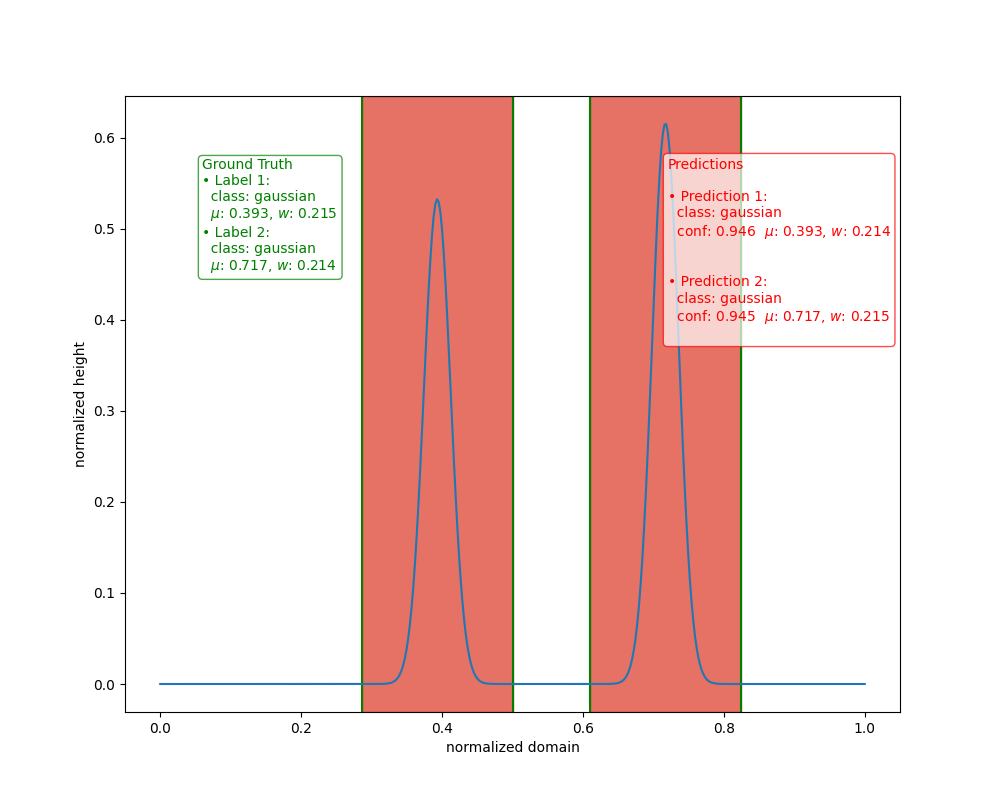 0.6
0.5
0.4
0.3
0.2
0.1
0.0
normalized height
Ground Truth
• Label 1:
class: gaussian
μ: 0.393, w: 0.215
• Label 2:
class: gaussian
μ: 0.717, w: 0.214
Predictions
• Prediction 1:
class: gaussian
conf: 0.946  μ: 0.393, w: 0.214
• Prediction 2:
class: gaussian
conf: 0.945  μ: 0.717, w: 0.215
0.0 0.2 0.4 0.6 0.8 1.0
normalized domain